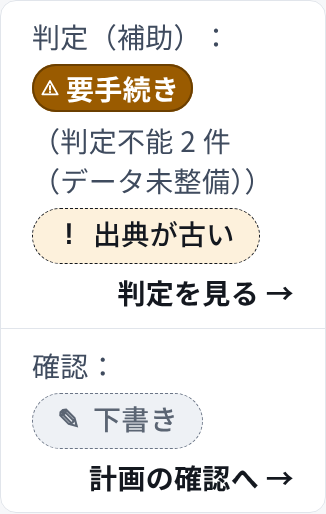 判定（補助）：
⚠ 要手続き
（判定不能 2 件
（データ未整備））
! 出典が古い
判定を見る →
確認：
✎ 下書き
計画の確認へ →